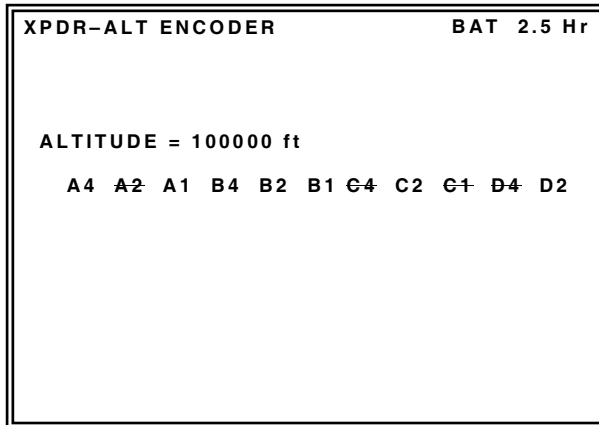 XPDR–ALT ENCODER BAT 2.5 Hr
ALTITUDE = 100000 ft
A4 A2 A1 B4 B2 B1 C4 C2 C1 D4 D2